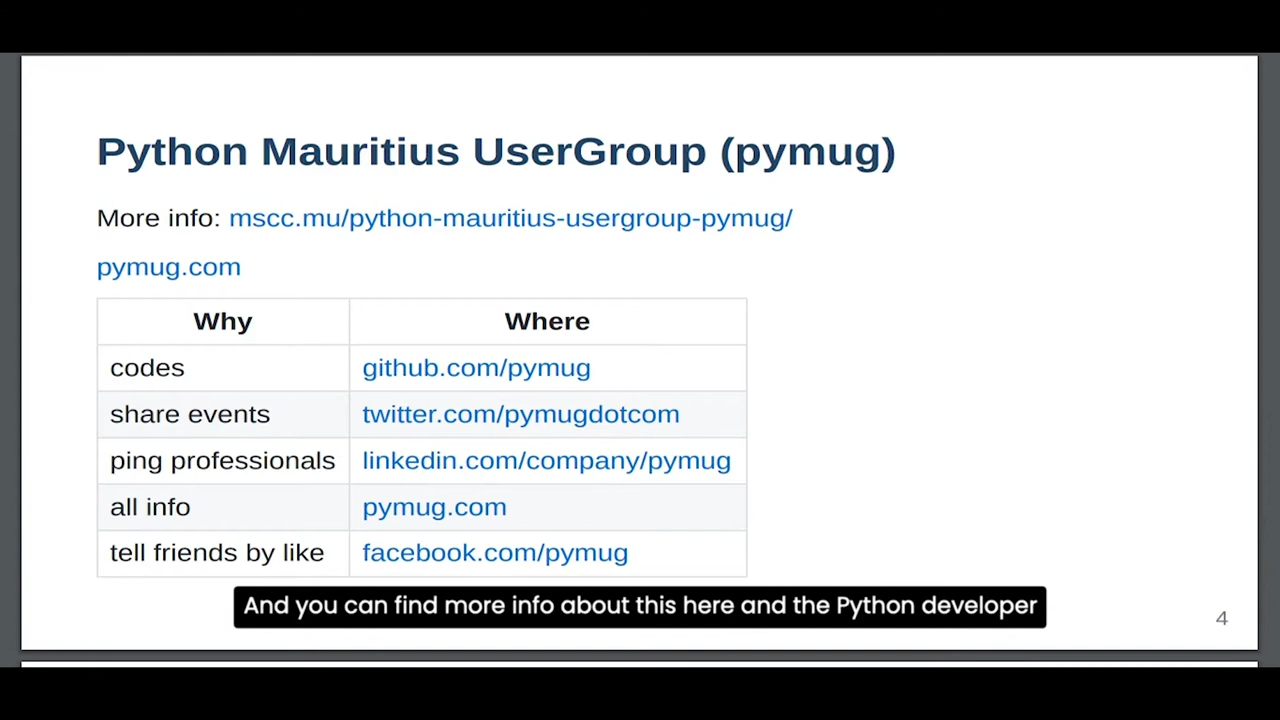 Python Mauritius UserGroup (pymug)
More info: mscc.mu/python-mauritius-usergroup-pymug/
pymug.com
Why Where
codes github.com/pymug
share events twitter.com/pymugdotcom
ping professionals linkedin.com/company/pymug
all info pymug.com
tell friends by like facebook.com/pymug
And you can find more info about this here and the Python developer
4